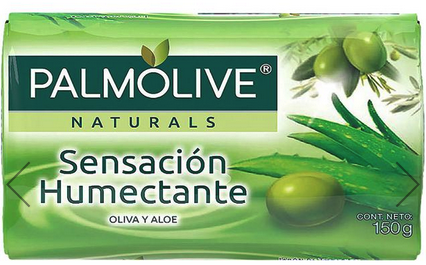 PALMOLIVE®
NATURALS
Sensación
Humectante
OLIVA Y ALOE
CONT. NETO:
150g